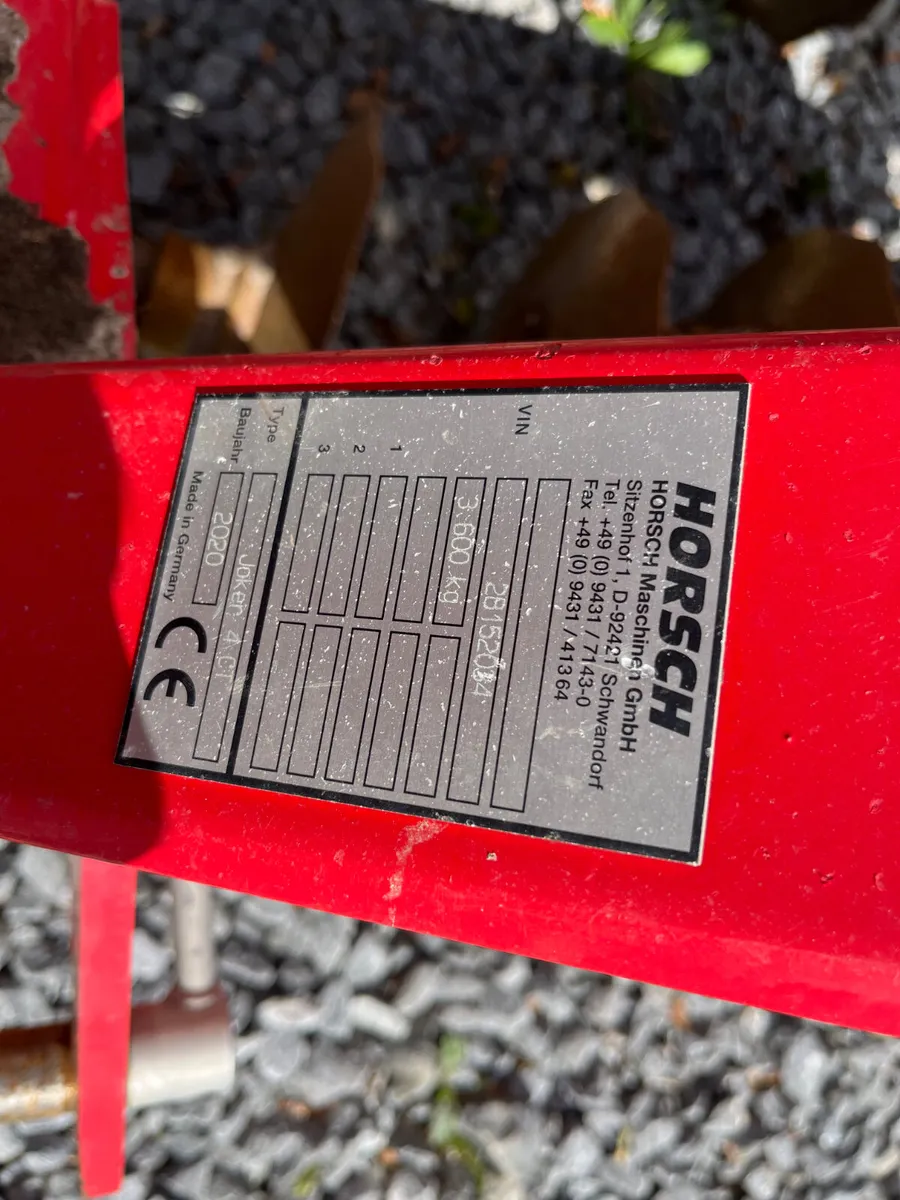 HORSCH
HORSCH Maschinen GmbH
Sitzenhof 1, D-92421 Schwandorf
Tel. +49 (0) 9431 / 7143-0
Fax +49 (0) 9431 / 41364
VIN 28152084
3 600 kg
1
2
3
Type Joker 4 CT
Baujahr 2020
Made in Germany CE